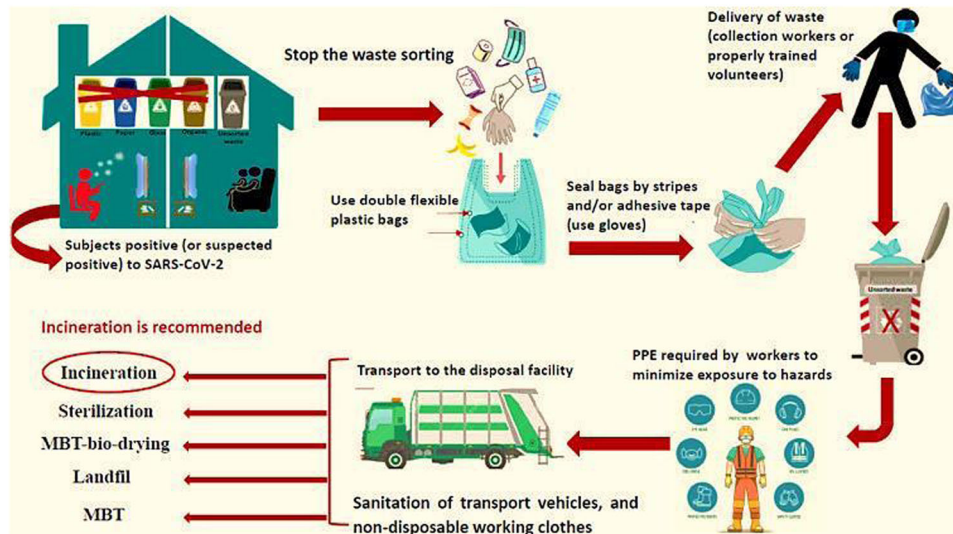 Stop the waste sorting
Delivery of waste
(collection workers or
properly trained
volunteers)
Plastic
Paper
Glass
Organic
Unsorted
waste
Use double flexible
plastic bags
Seal bags by stripes
and/or adhesive tape
(use gloves)
Subjects positive (or suspected
positive) to SARS-CoV-2
Unsorted waste
Incineration is recommended
Incineration
Sterilization
MBT-bio-drying
Landfil
MBT
Transport to the disposal facility
Sanitation of transport vehicles, and
non-disposable working clothes
PPE required by workers to
minimize exposure to hazards